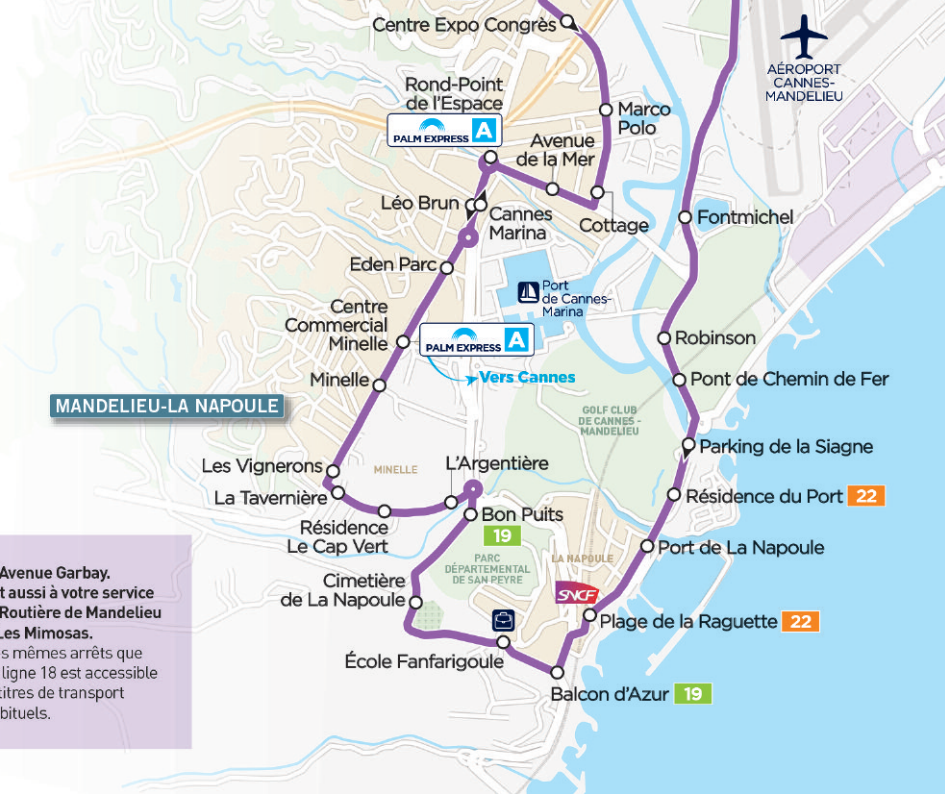 Centre Expo Congrès
AÉROPORT
CANNES-
MANDELIEU
Rond-Point
de l'Espace
PALM EXPRESS A
Marco
Polo
Avenue
de la Mer
Léo Brun
Cannes
Marina
Cottage
Fontmichel
Eden Parc
Port
de Cannes-
Marina
Centre
Commercial
Minelle
PALM EXPRESS A
Vers Cannes
Robinson
Minelle
Pont de Chemin de Fer
MANDELIEU-LA NAPOULE
GOLF CLUB
DE CANNES -
MANDELIEU
Parking de la Siagne
Les Vignerons
MINELLE
L'Argentière
La Tavernière
Résidence du Port 22
Résidence
Le Cap Vert
Bon Puits
19
Port de La Napoule
PARC
DÉPARTEMENTAL
DE SAN PEYRE
LA NAPOULE
Cimetière
de La Napoule
SNCF
Plage de la Raguette 22
École Fanfarigoule
Balcon d'Azur 19
Avenue Garbay.
t aussi à votre service
Routière de Mandelieu
Les Mimosas.
s mêmes arrêts que
ligne 18 est accessible
titres de transport
bituels.